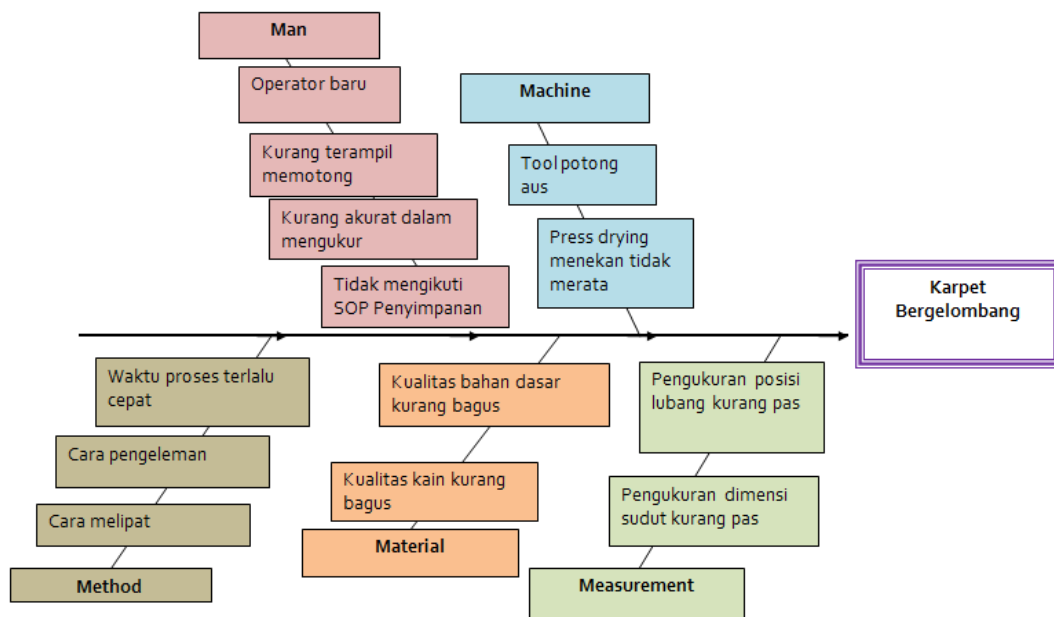 Man
Operator baru
Kurang terampil
memotong
Kurang akurat dalam
mengukur
Tidak mengikuti
SOP Penyimpanan
Machine
Tool potong
aus
Press drying
menekan tidak
merata
Karpet
Bergelombang
Waktu proses terlalu
cepat
Cara pengeleman
Cara melipat
Method
Kualitas bahan dasar
kurang bagus
Kualitas kain kurang
bagus
Material
Pengukuran posisi
lubang kurang pas
Pengukuran dimensi
sudut kurang pas
Measurement